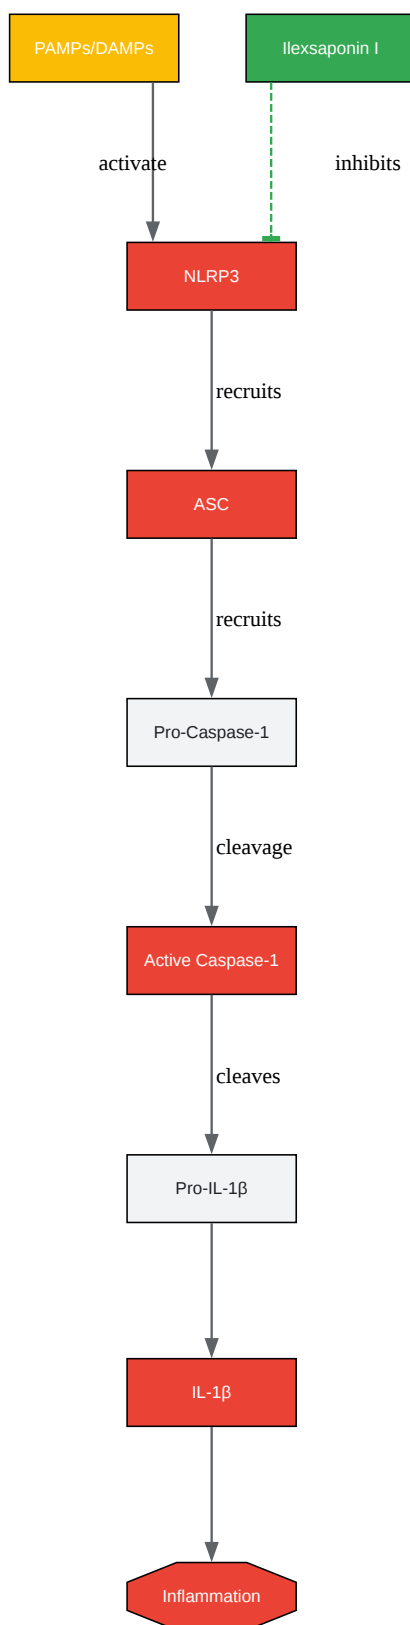 PAMPs/DAMPs
Ilexsaponin I
activate
inhibits
NLRP3
recruits
ASC
recruits
Pro-Caspase-1
cleavage
Active Caspase-1
cleaves
Pro-IL-1β
IL-1β
Inflammation